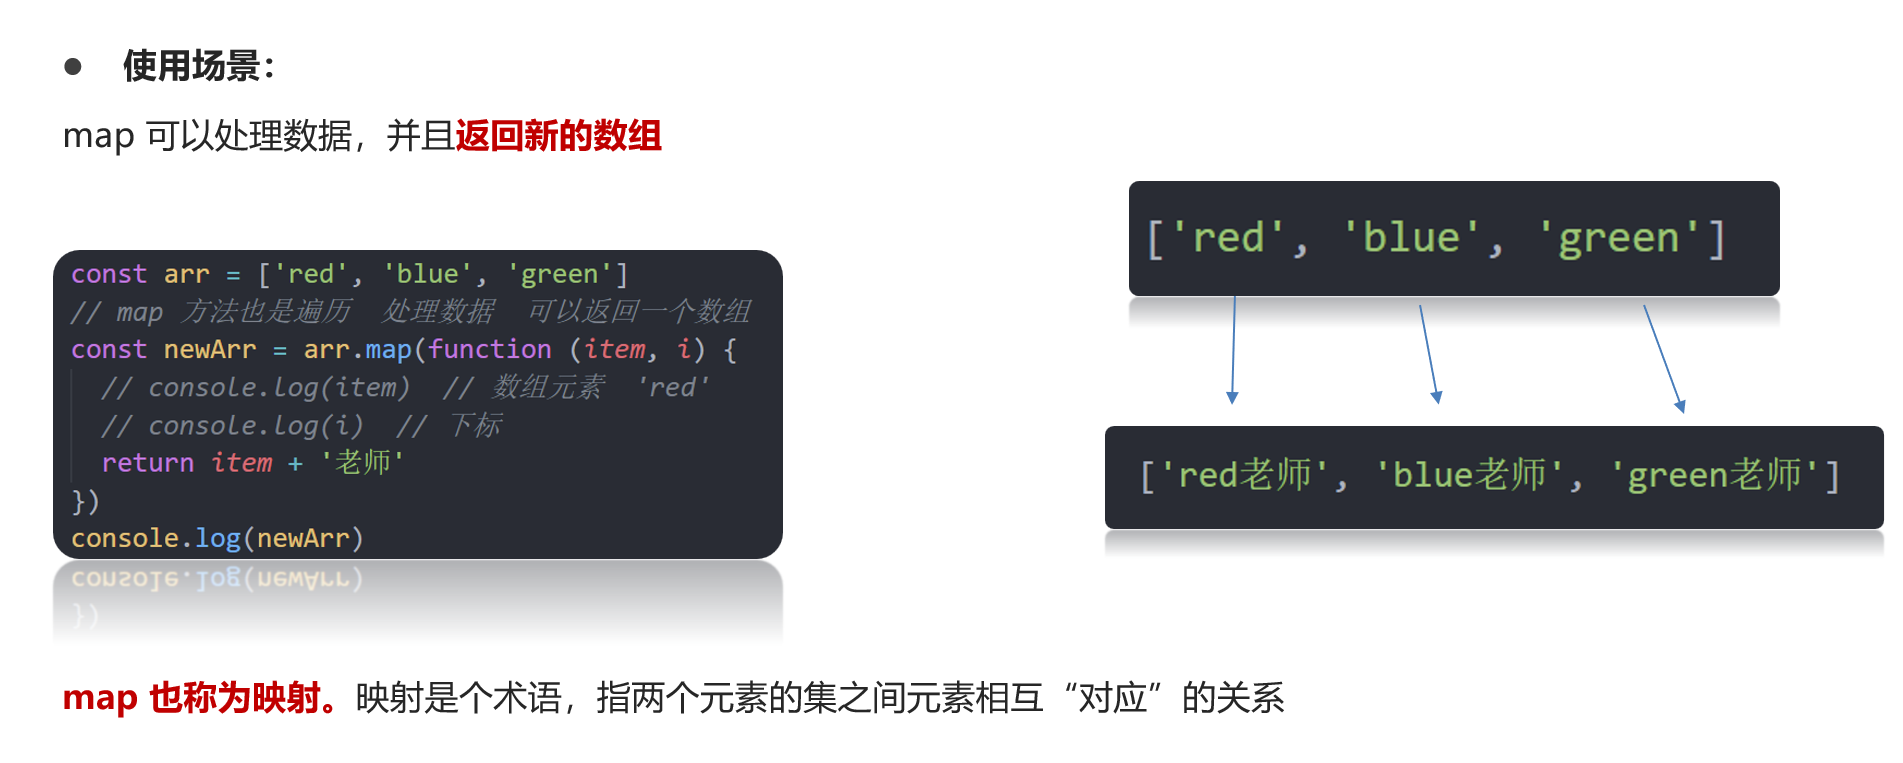 ● 使用场景：
map 可以处理数据，并且返回新的数组
const arr = ['red', 'blue', 'green']
// map 方法也是遍历  处理数据  可以返回一个数组
const newArr = arr.map(function (item, i) {
  // console.log(item)  // 数组元素  'red'
  // console.log(i)  // 下标
  return item + '老师'
})
console.log(newArr)
['red', 'blue', 'green']
['red老师', 'blue老师', 'green老师']
map 也称为映射。映射是个术语，指两个元素的集之间元素相互“对应”的关系